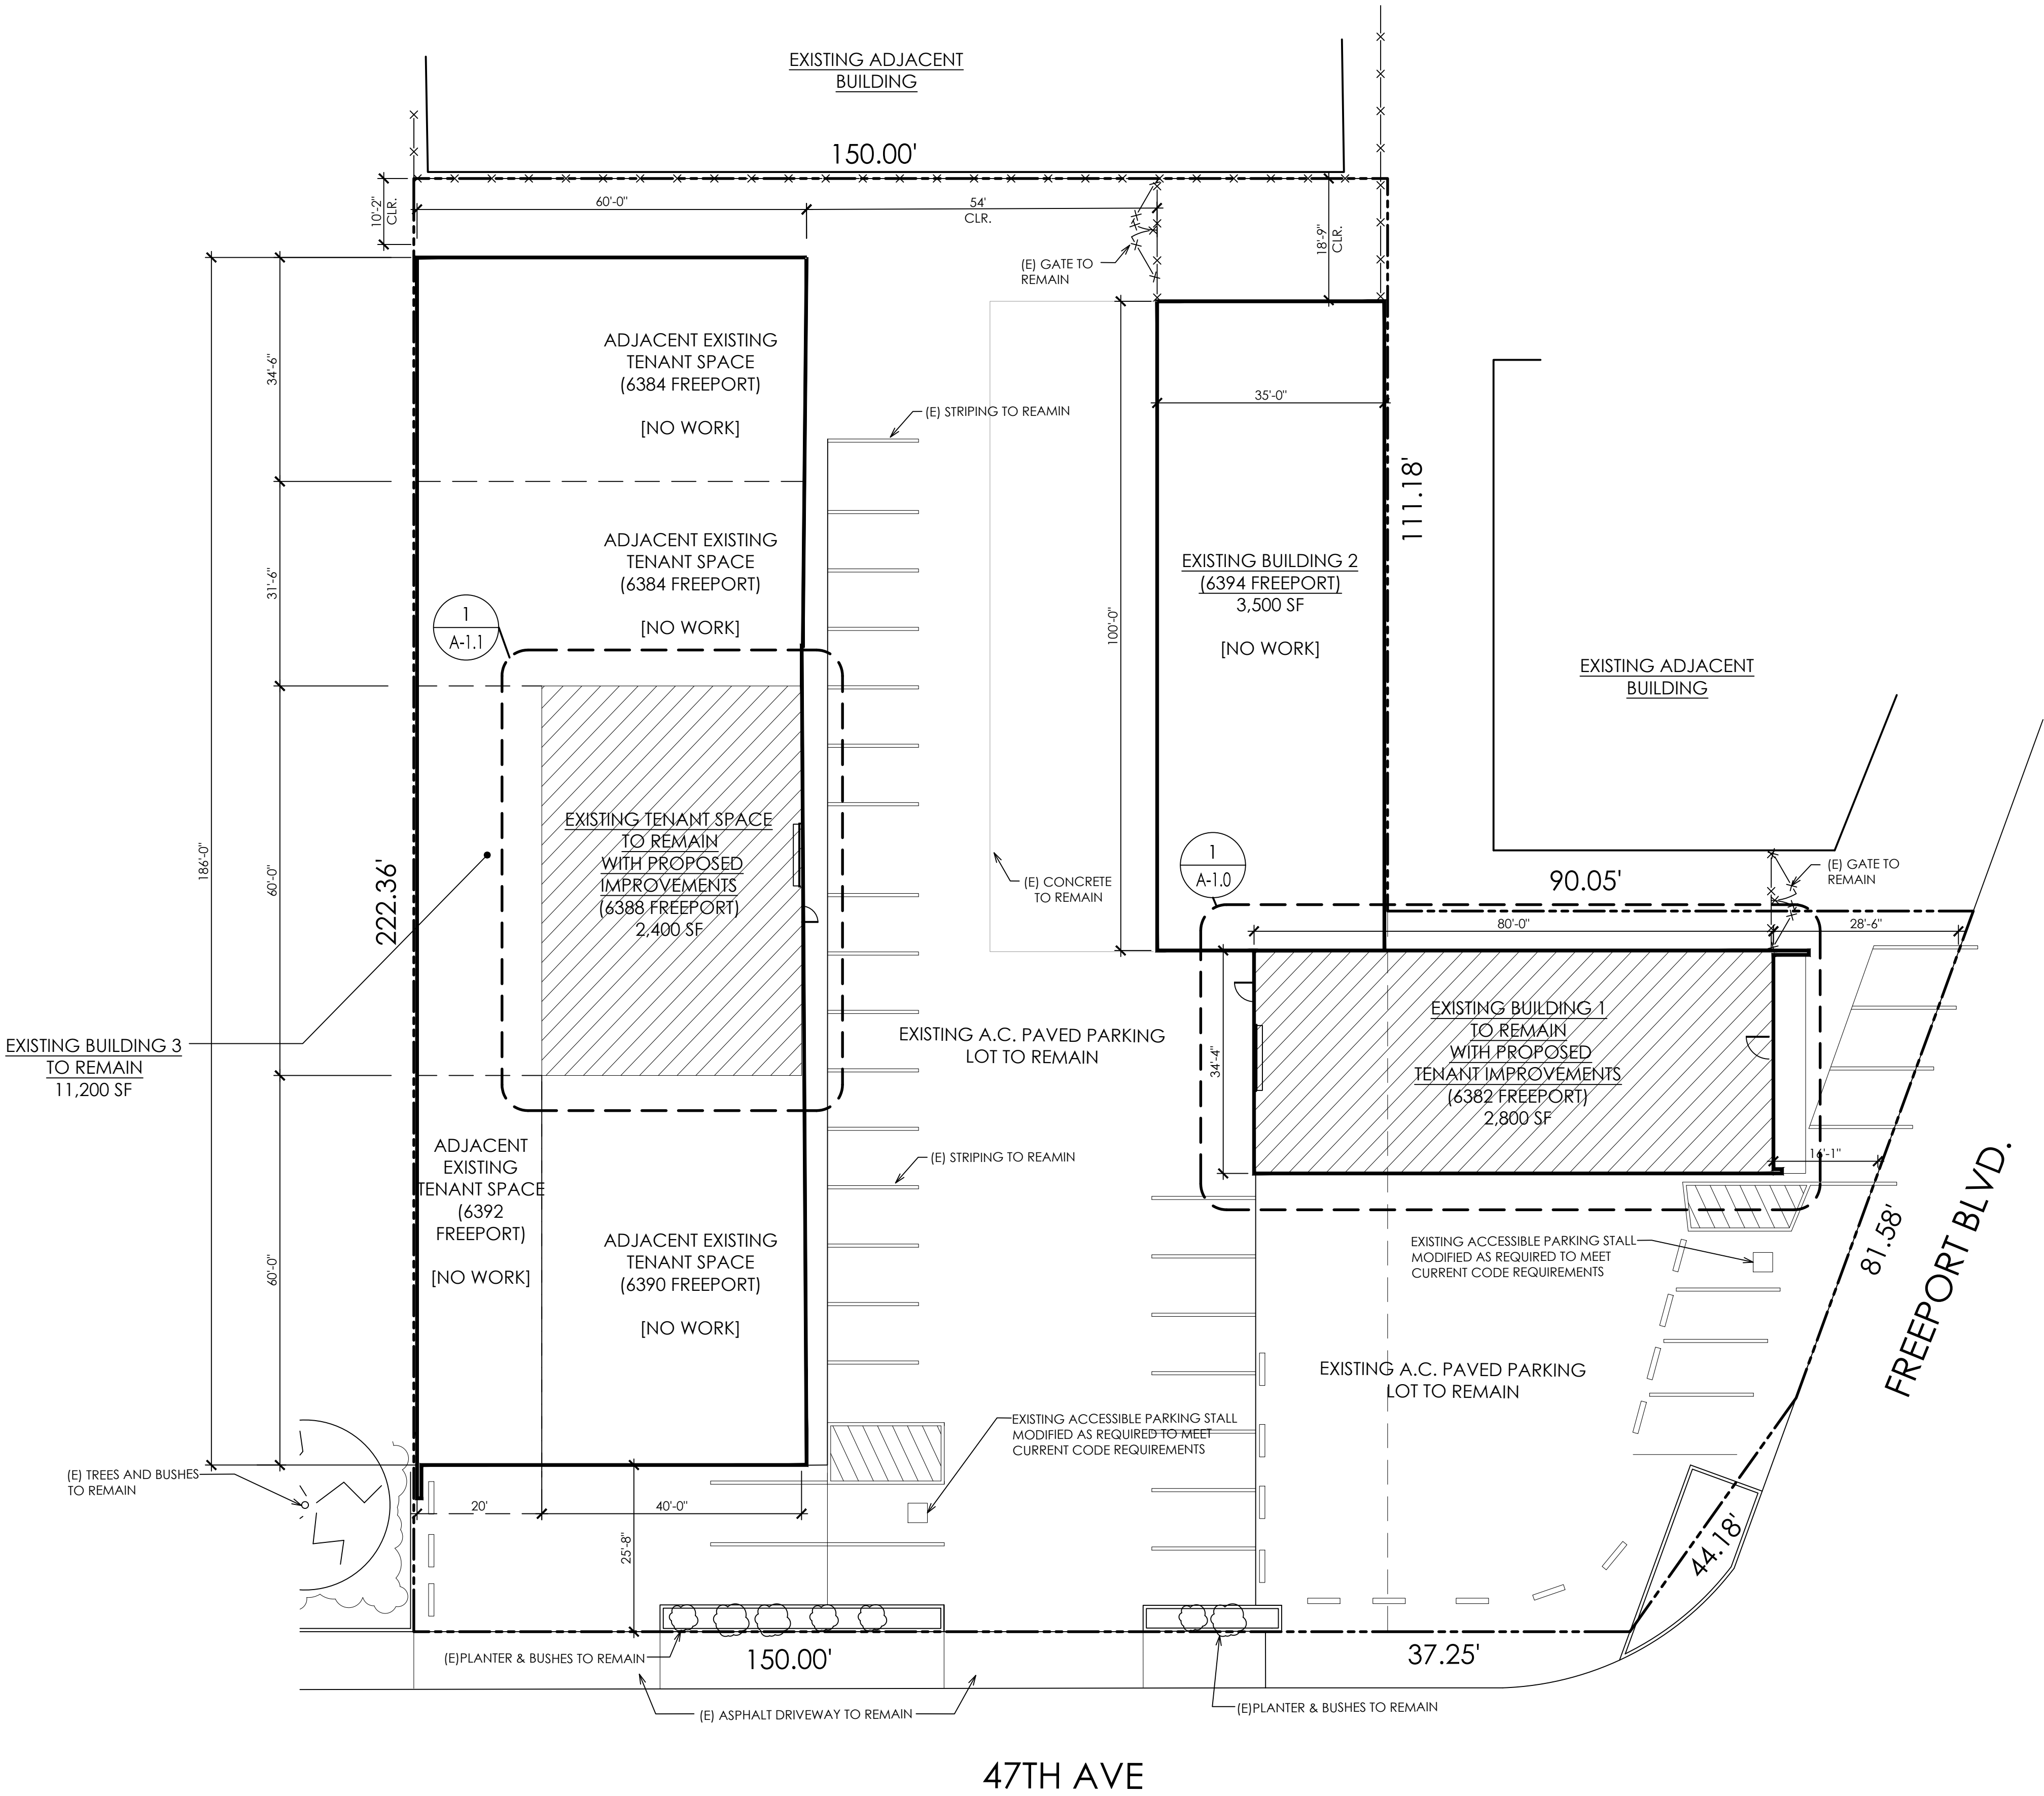 EXISTING ADJACENT
BUILDING
150.00'
10'-2"
CLR.
60'-0"
54'
CLR.
18'-9"
CLR.
(E) GATE TO
REMAIN
34'-6"
ADJACENT EXISTING
TENANT SPACE
(6384 FREEPORT)
[NO WORK]
(E) STRIPING TO REAMIN
35'-0"
111.18'
31'-6"
ADJACENT EXISTING
TENANT SPACE
(6384 FREEPORT)
[NO WORK]
1
A-1.1
100'-0"
EXISTING BUILDING 2
(6394 FREEPORT)
3,500 SF
[NO WORK]
EXISTING ADJACENT
BUILDING
186'-0"
222.36'
60'-0"
EXISTING TENANT SPACE
TO REMAIN
WITH PROPOSED
IMPROVEMENTS
(6388 FREEPORT)
2,400 SF
(E) CONCRETE
TO REMAIN
1
A-1.0
90.05'
(E) GATE TO
REMAIN
80'-0"
28'-6"
EXISTING BUILDING 3
TO REMAIN
11,200 SF
EXISTING A.C. PAVED PARKING
LOT TO REMAIN
34'-4"
EXISTING BUILDING 1
TO REMAIN
WITH PROPOSED
TENANT IMPROVEMENTS
(6382 FREEPORT)
2,800 SF
16'-1"
ADJACENT
EXISTING
TENANT SPACE
(6392
FREEPORT)
[NO WORK]
(E) STRIPING TO REAMIN
60'-0"
ADJACENT EXISTING
TENANT SPACE
(6390 FREEPORT)
[NO WORK]
EXISTING ACCESSIBLE PARKING STALL
MODIFIED AS REQUIRED TO MEET
CURRENT CODE REQUIREMENTS
81.58'
FREEPORT BLVD.
EXISTING A.C. PAVED PARKING
LOT TO REMAIN
EXISTING ACCESSIBLE PARKING STALL
MODIFIED AS REQUIRED TO MEET
CURRENT CODE REQUIREMENTS
(E) TREES AND BUSHES
TO REMAIN
20'
40'-0"
25'-8"
44.18'
(E)PLANTER & BUSHES TO REMAIN
150.00'
37.25'
(E) ASPHALT DRIVEWAY TO REMAIN
(E)PLANTER & BUSHES TO REMAIN
47TH AVE